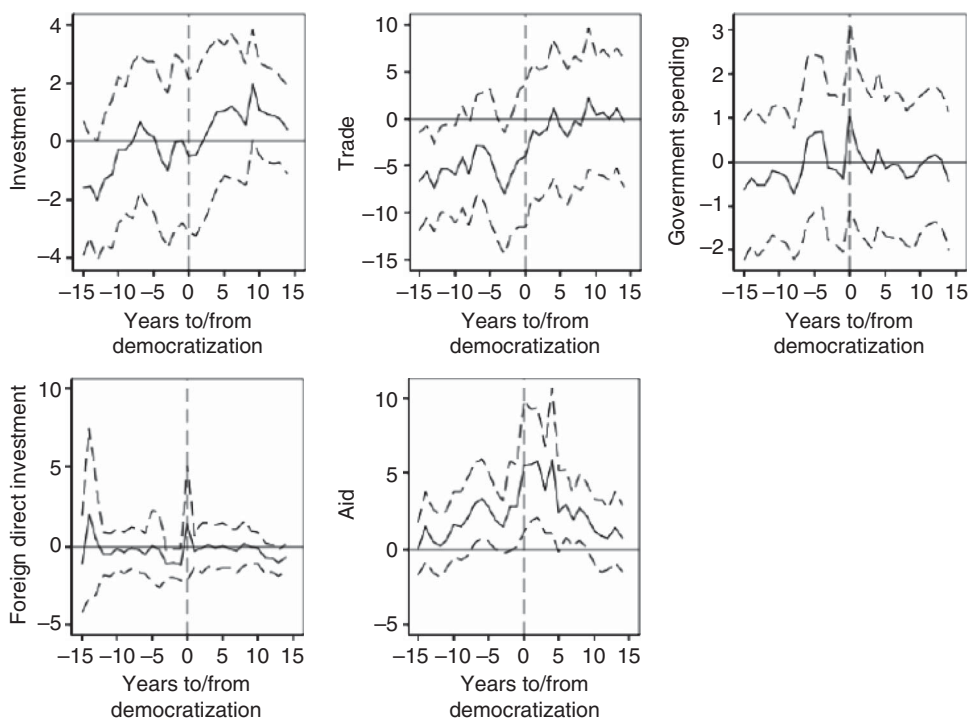 Investment
4
2
0
−2
−4
−15 −10 −5 0 5 10 15
Years to/from
democratization
Trade
10
5
0
−5
−10
−15
−15 −10 −5 0 5 10 15
Years to/from
democratization
Government spending
3
2
1
0
−1
−2
−15 −10 −5 0 5 10 15
Years to/from
democratization
Foreign direct investment
10
5
0
−5
−15 −10 −5 0 5 10 15
Years to/from
democratization
Aid
10
5
0
−5
−15 −10 −5 0 5 10 15
Years to/from
democratization